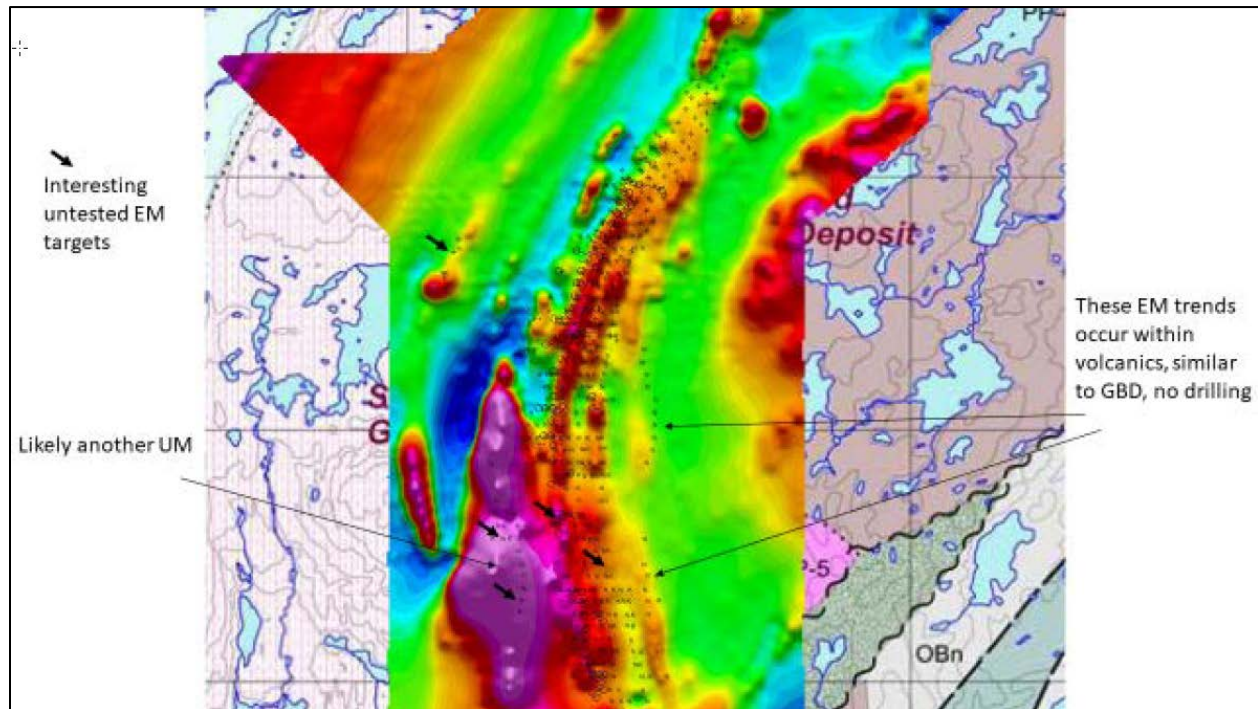 Interesting
untested EM
targets
Deposit
These EM trends
occur within
volcanics, similar
to GBD, no drilling
Likely another UM
OBn